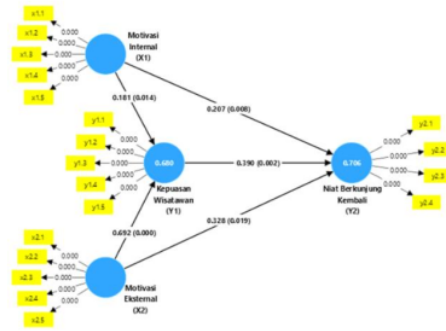 x1.1
x1.2
x1.3
x1.4
x1.5
0.000
0.000
0.000
0.000
0.000
Motivasi
Internal
(X1)
0.181 (0.014)
0.207 (0.008)
y1.1
y1.2
y1.3
y1.4
y1.5
0.000
0.000
0.000
0.000
0.000
0.680
Kepuasan
Wisatawan
(Y1)
0.390 (0.002)
0.706
Niat Berkunjung
Kembali
(Y2)
0.000
0.000
0.000
0.000
y2.1
y2.2
y2.3
y2.4
0.692 (0.000)
0.328 (0.019)
x2.1
x2.2
x2.3
x2.4
x2.5
0.000
0.000
0.000
0.000
0.000
Motivasi
Eksternal
(X2)